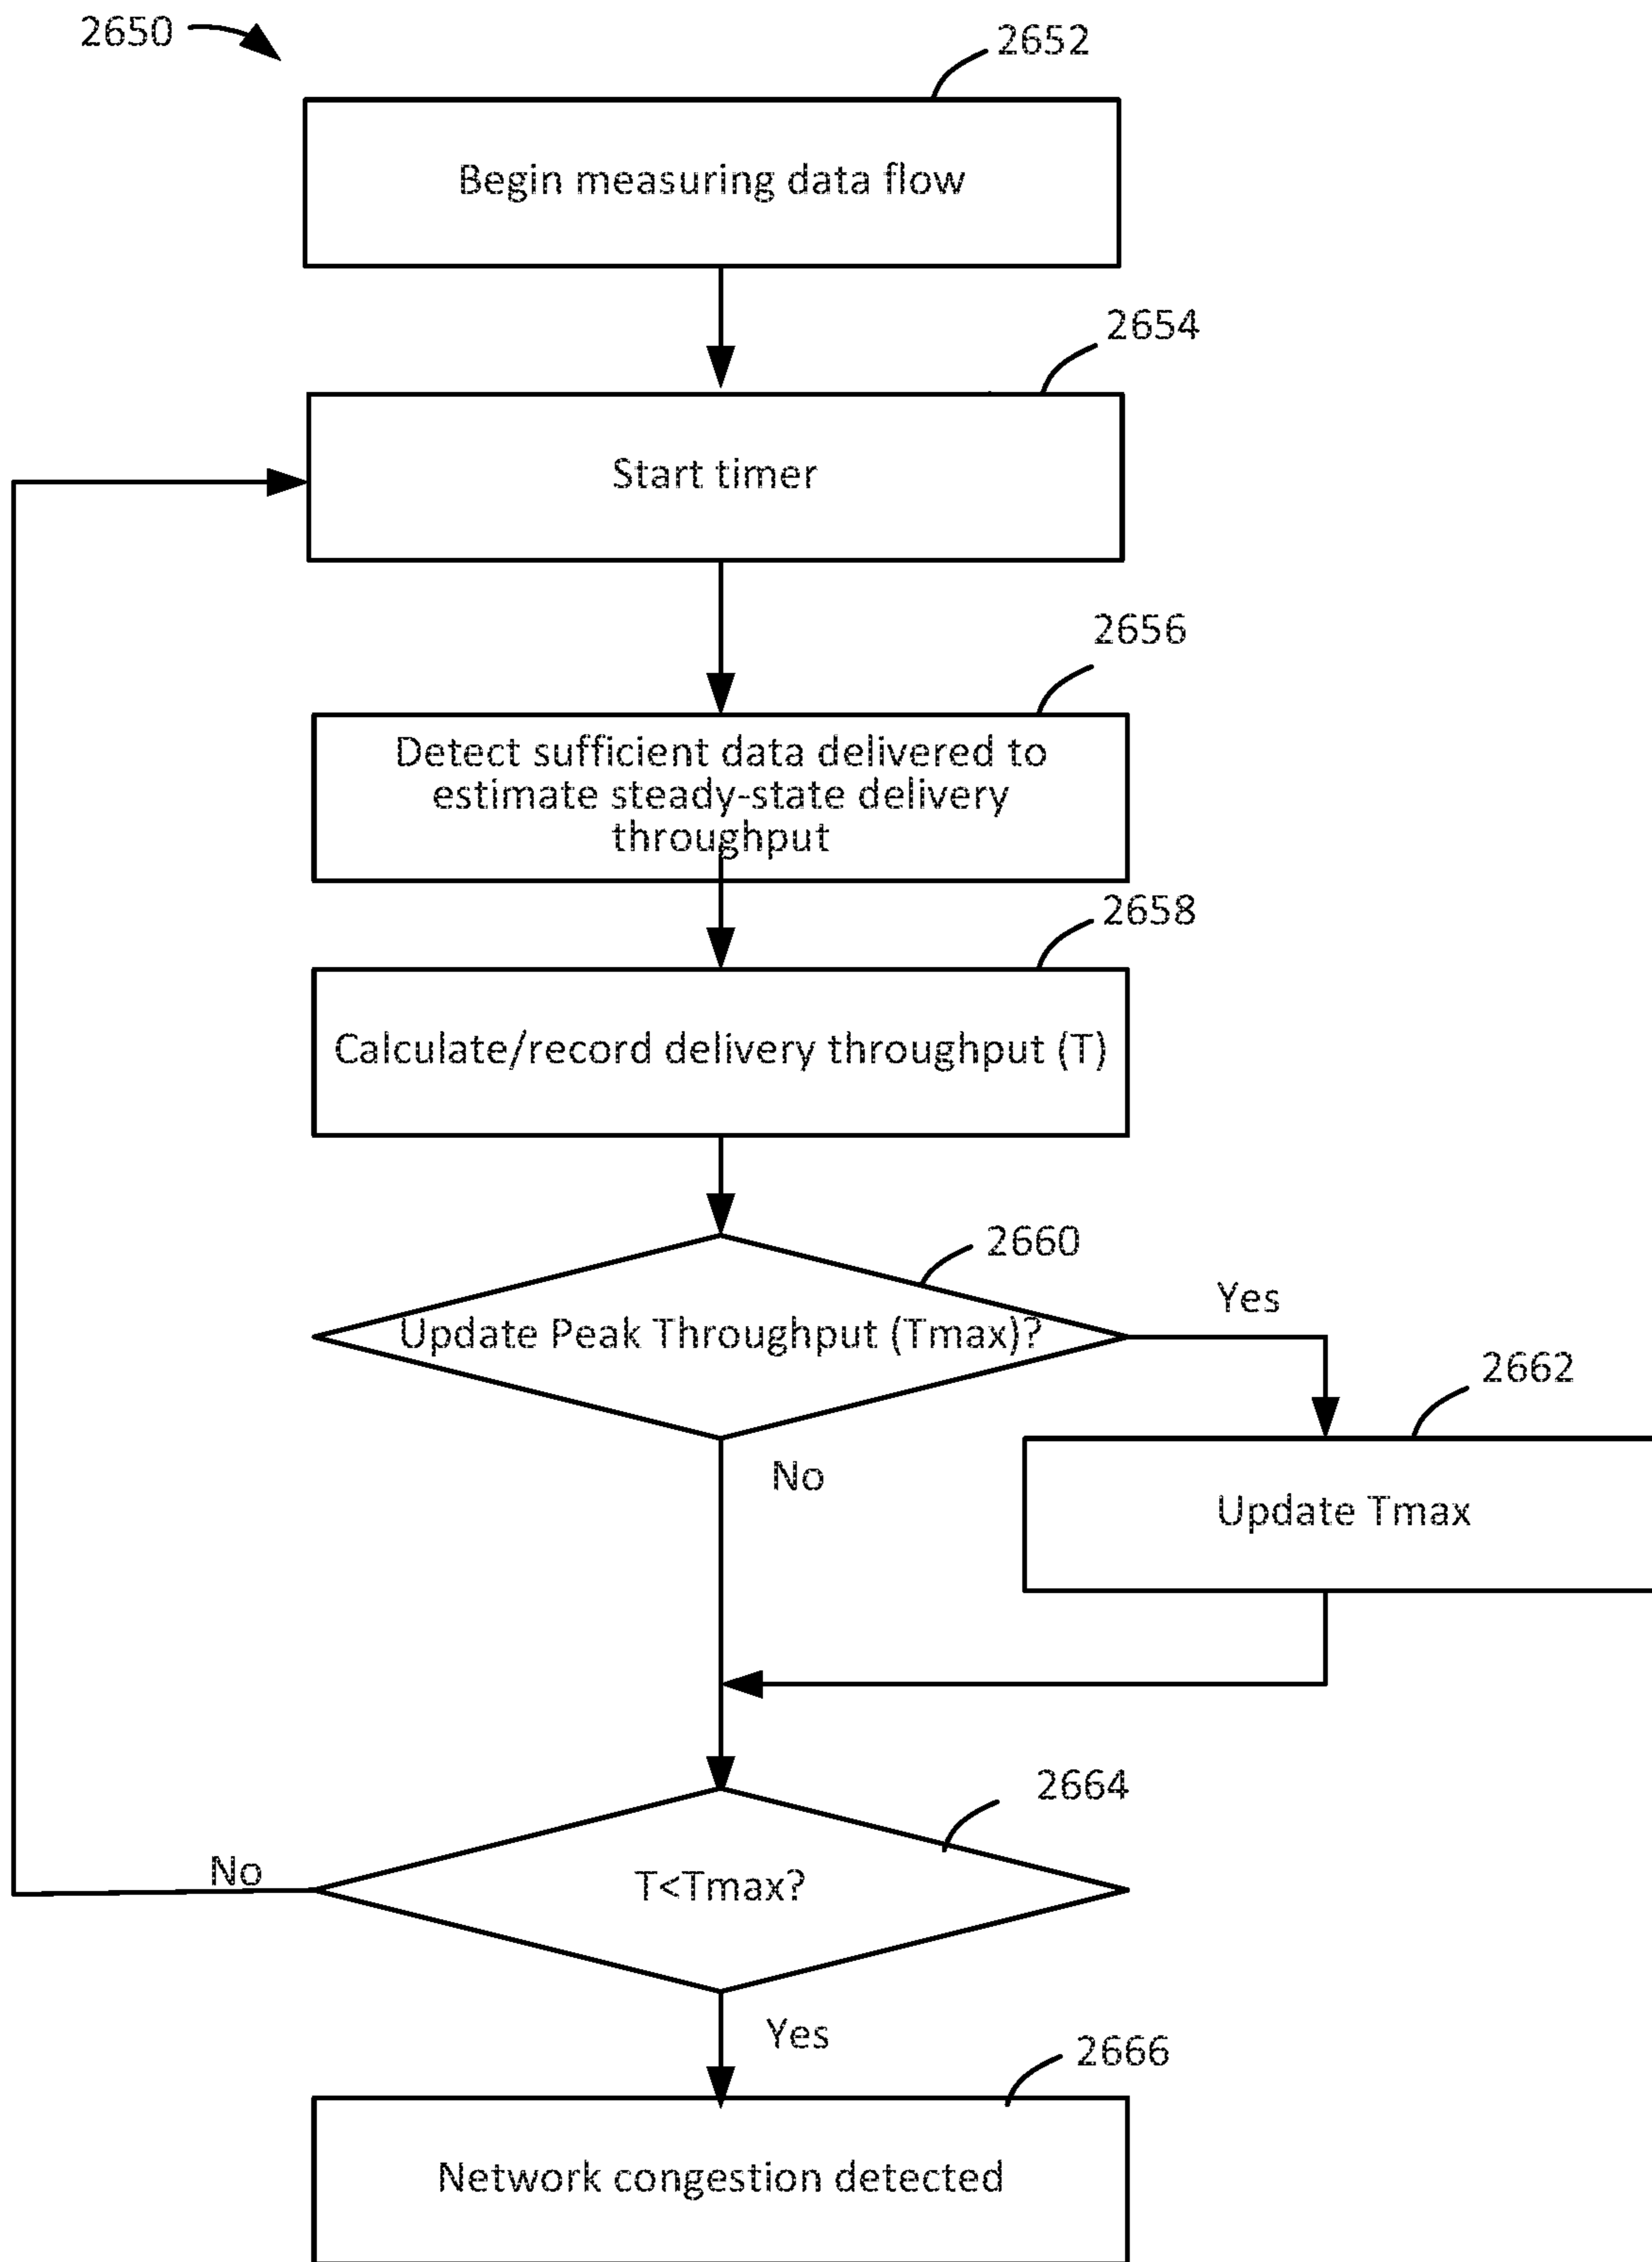 2650
2652
Begin measuring data flow
2654
Start timer
2656
Detect sufficient data delivered to
estimate steady-state delivery
throughput
2658
Calculate/record delivery throughput (T)
2660
Update Peak Throughput (Tmax)?
Yes
2662
No
Update Tmax
2664
No
T<Tmax?
Yes
2666
Network congestion detected